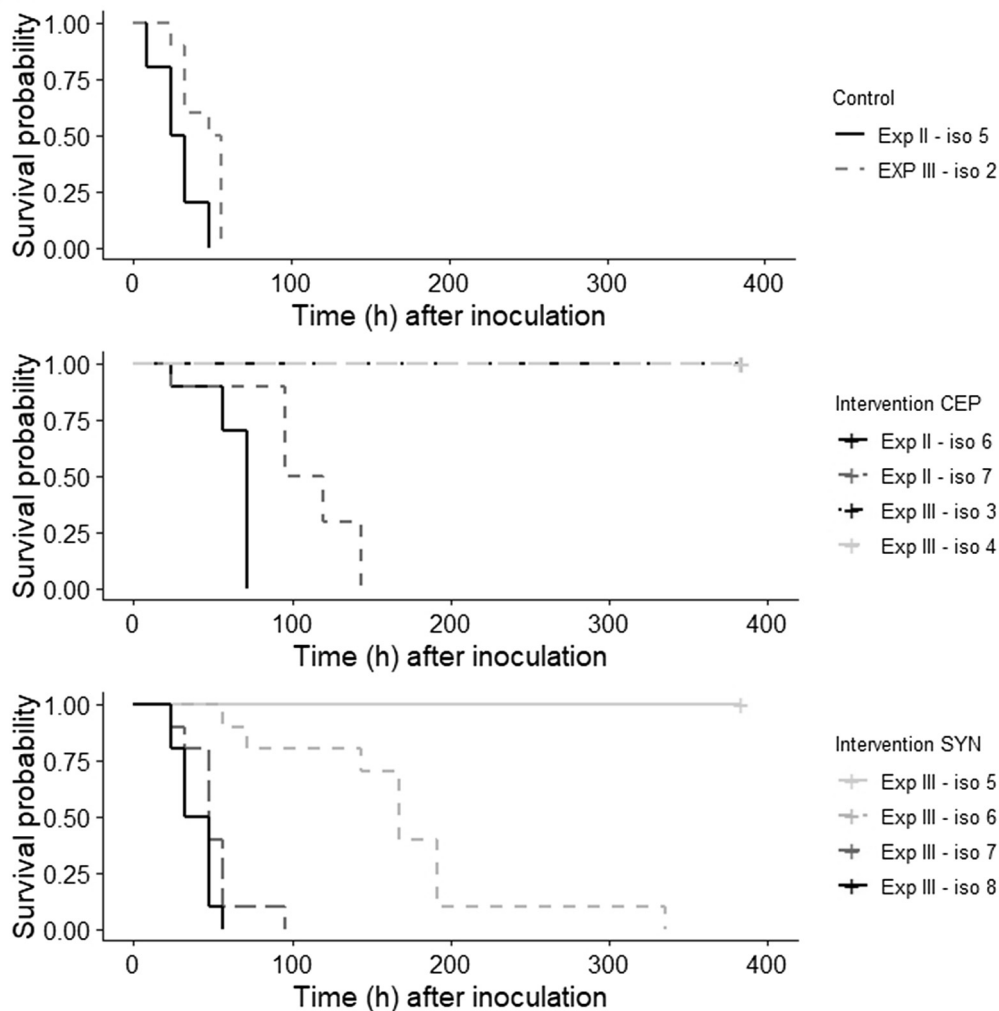 Survival probability
1.00
0.75
0.50
0.25
0.00
0 100 200 300 400
Time (h) after inoculation
Control
Exp II - iso 5
EXP III - iso 2
Survival probability
1.00
0.75
0.50
0.25
0.00
0 100 200 300 400
Time (h) after inoculation
Intervention CEP
Exp II - iso 6
Exp II - iso 7
Exp III - iso 3
Exp III - iso 4
Survival probability
1.00
0.75
0.50
0.25
0.00
0 100 200 300 400
Time (h) after inoculation
Intervention SYN
Exp III - iso 5
Exp III - iso 6
Exp III - iso 7
Exp III - iso 8